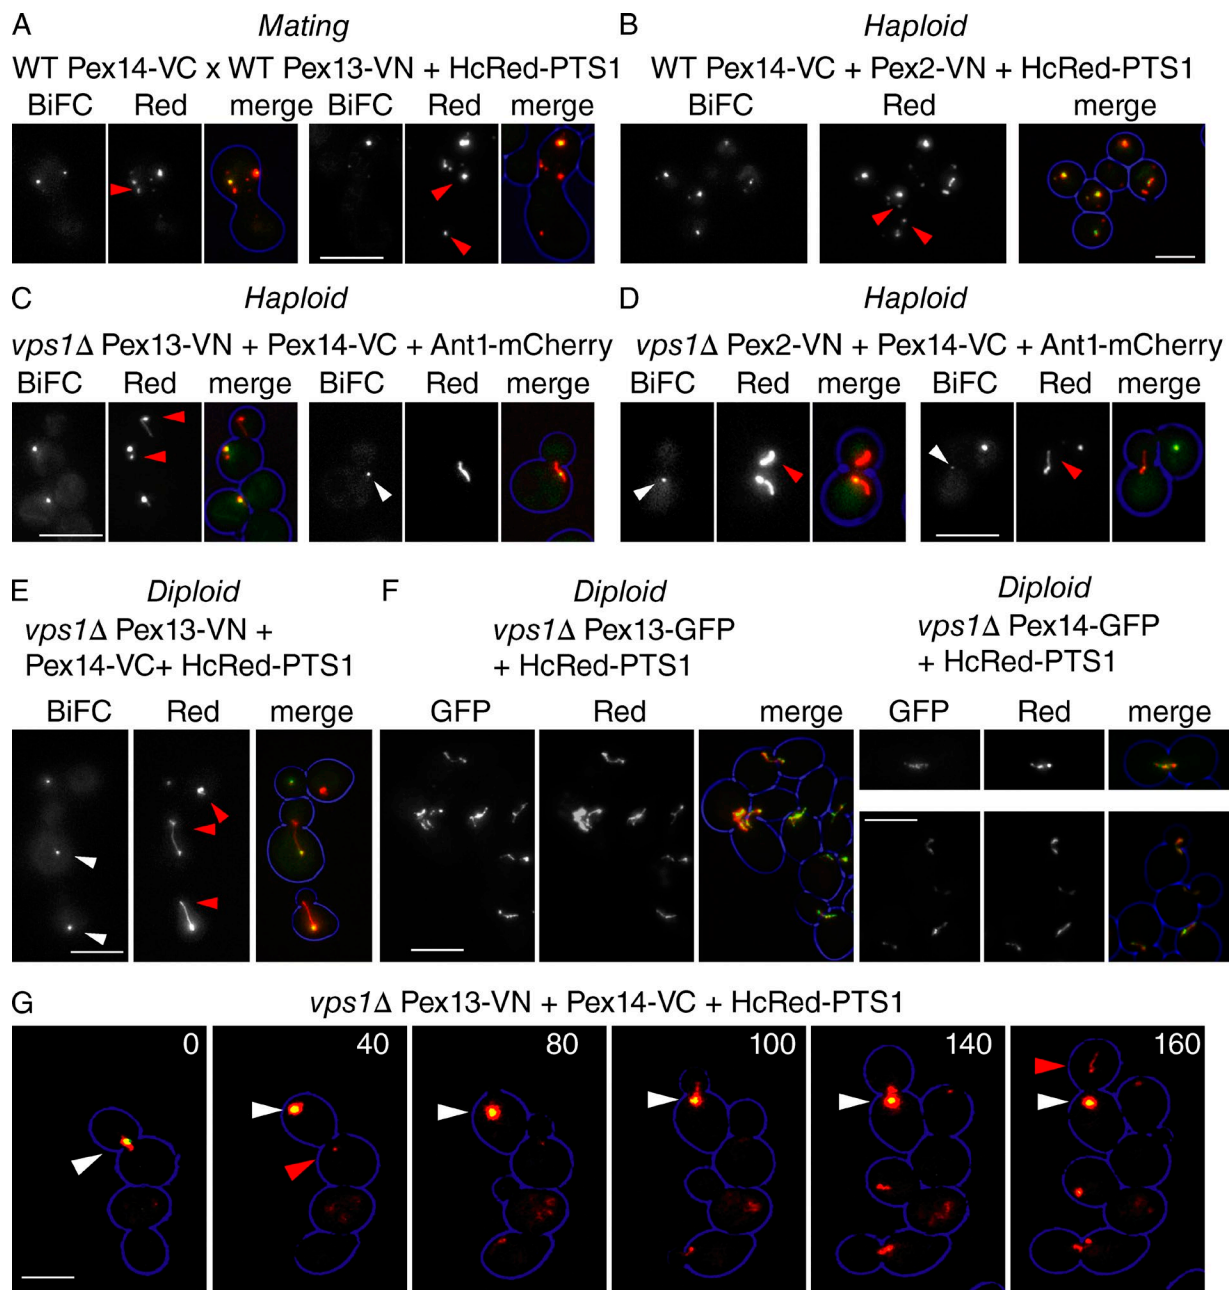 A
Mating
WT Pex14-VC x WT Pex13-VN + HcRed-PTS1
BiFC Red merge BiFC Red merge
B
Haploid
WT Pex14-VC + Pex2-VN + HcRed-PTS1
BiFC Red merge
C
Haploid
vps1Δ Pex13-VN + Pex14-VC + Ant1-mCherry
BiFC Red merge BiFC Red merge
D
Haploid
vps1Δ Pex2-VN + Pex14-VC + Ant1-mCherry
BiFC Red merge BiFC Red merge
E
Diploid
vps1Δ Pex13-VN +
Pex14-VC+ HcRed-PTS1
BiFC Red merge
F
Diploid
vps1Δ Pex13-GFP
+ HcRed-PTS1
GFP Red merge
Diploid
vps1Δ Pex14-GFP
+ HcRed-PTS1
GFP Red merge
G
vps1Δ Pex13-VN + Pex14-VC + HcRed-PTS1
0 40 80 100 140 160